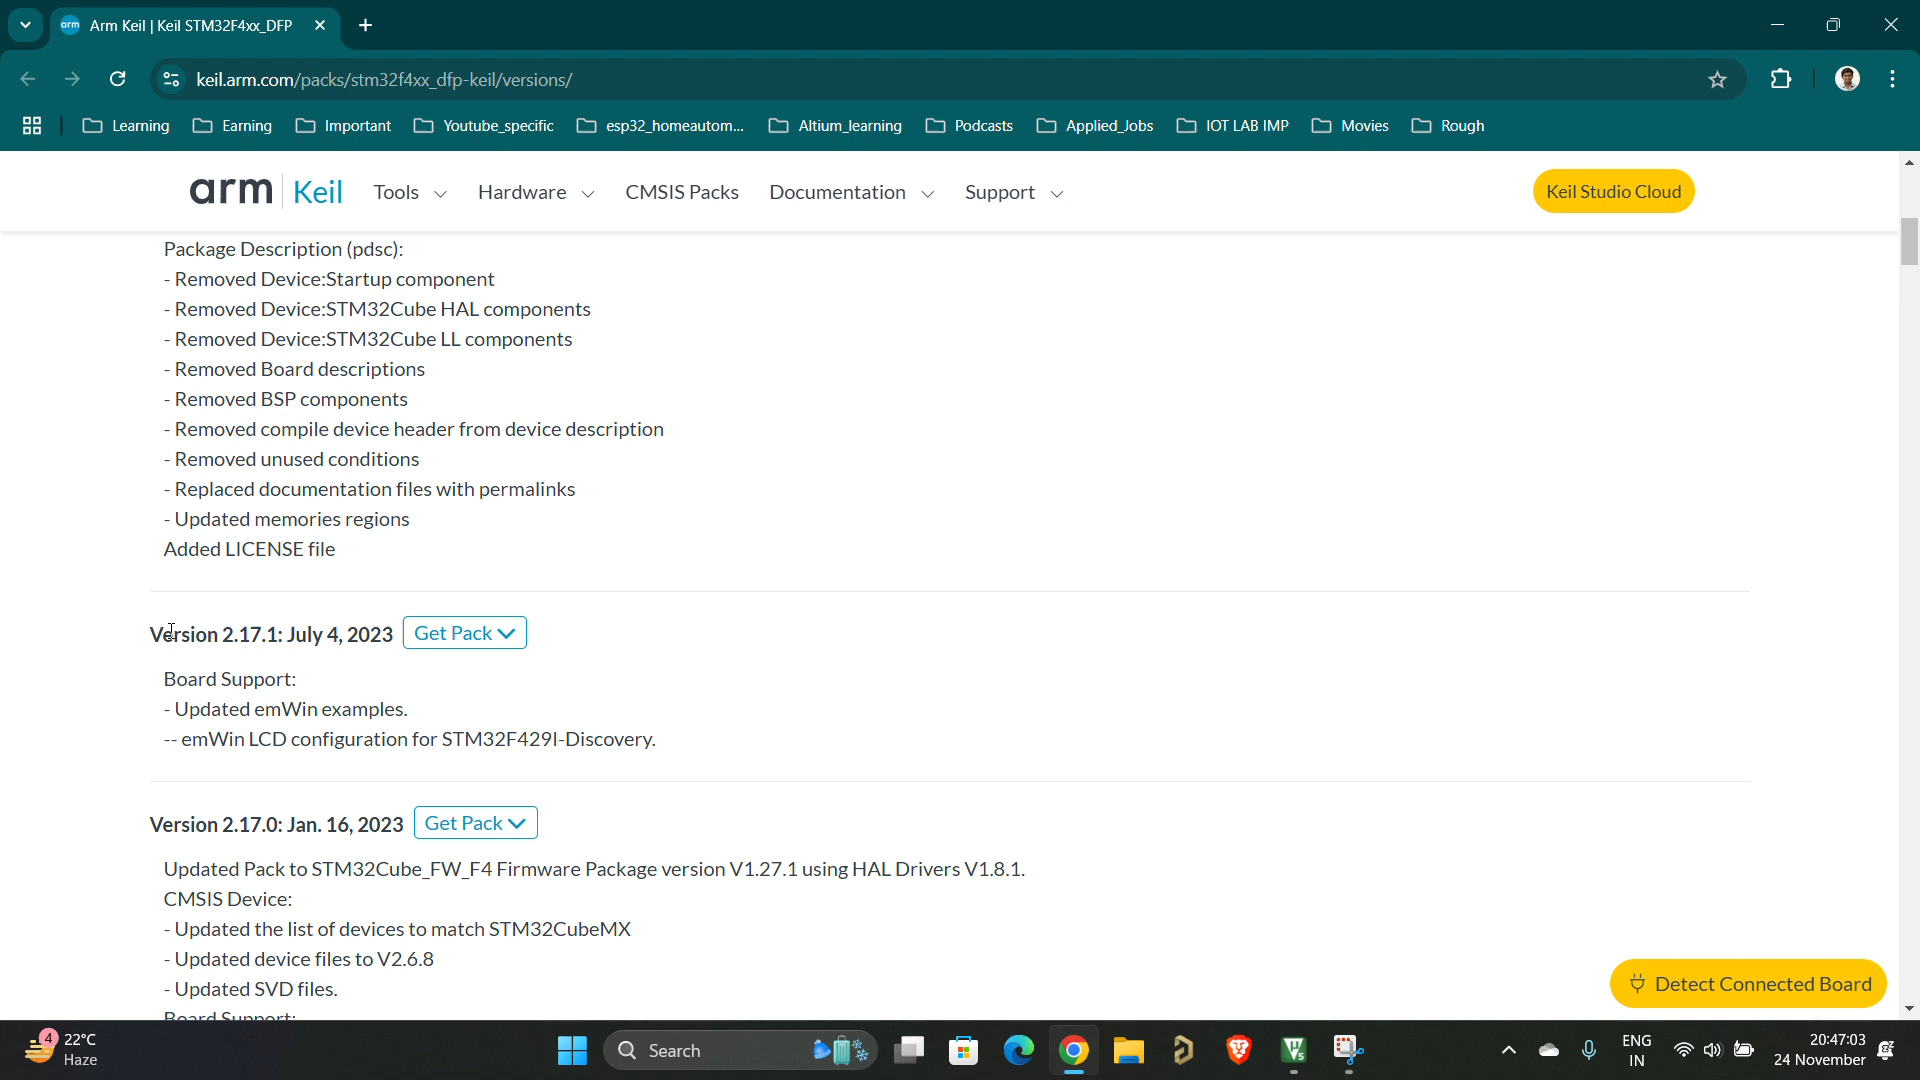 arm Arm Keil | Keil STM32F4xx_DFP
keil.arm.com/packs/stm32f4xx_dfp-keil/versions/
Learning Earning Important Youtube_specific esp32_homeautom... Altium_learning Podcasts Applied_Jobs IOT LAB IMP Movies Rough
arm Keil Tools Hardware CMSIS Packs Documentation Support Keil Studio Cloud
Package Description (pdsc):
- Removed Device:Startup component
- Removed Device:STM32Cube HAL components
- Removed Device:STM32Cube LL components
- Removed Board descriptions
- Removed BSP components
- Removed compile device header from device description
- Removed unused conditions
- Replaced documentation files with permalinks
- Updated memories regions
Added LICENSE file
Version 2.17.1: July 4, 2023 Get Pack
Board Support:
- Updated emWin examples.
-- emWin LCD configuration for STM32F429I-Discovery.
Version 2.17.0: Jan. 16, 2023 Get Pack
Updated Pack to STM32Cube_FW_F4 Firmware Package version V1.27.1 using HAL Drivers V1.8.1.
CMSIS Device:
- Updated the list of devices to match STM32CubeMX
- Updated device files to V2.6.8
- Updated SVD files.
Board Support:
Detect Connected Board
4 22°C
Haze
Search
ENG
IN
20:47:03
24 November